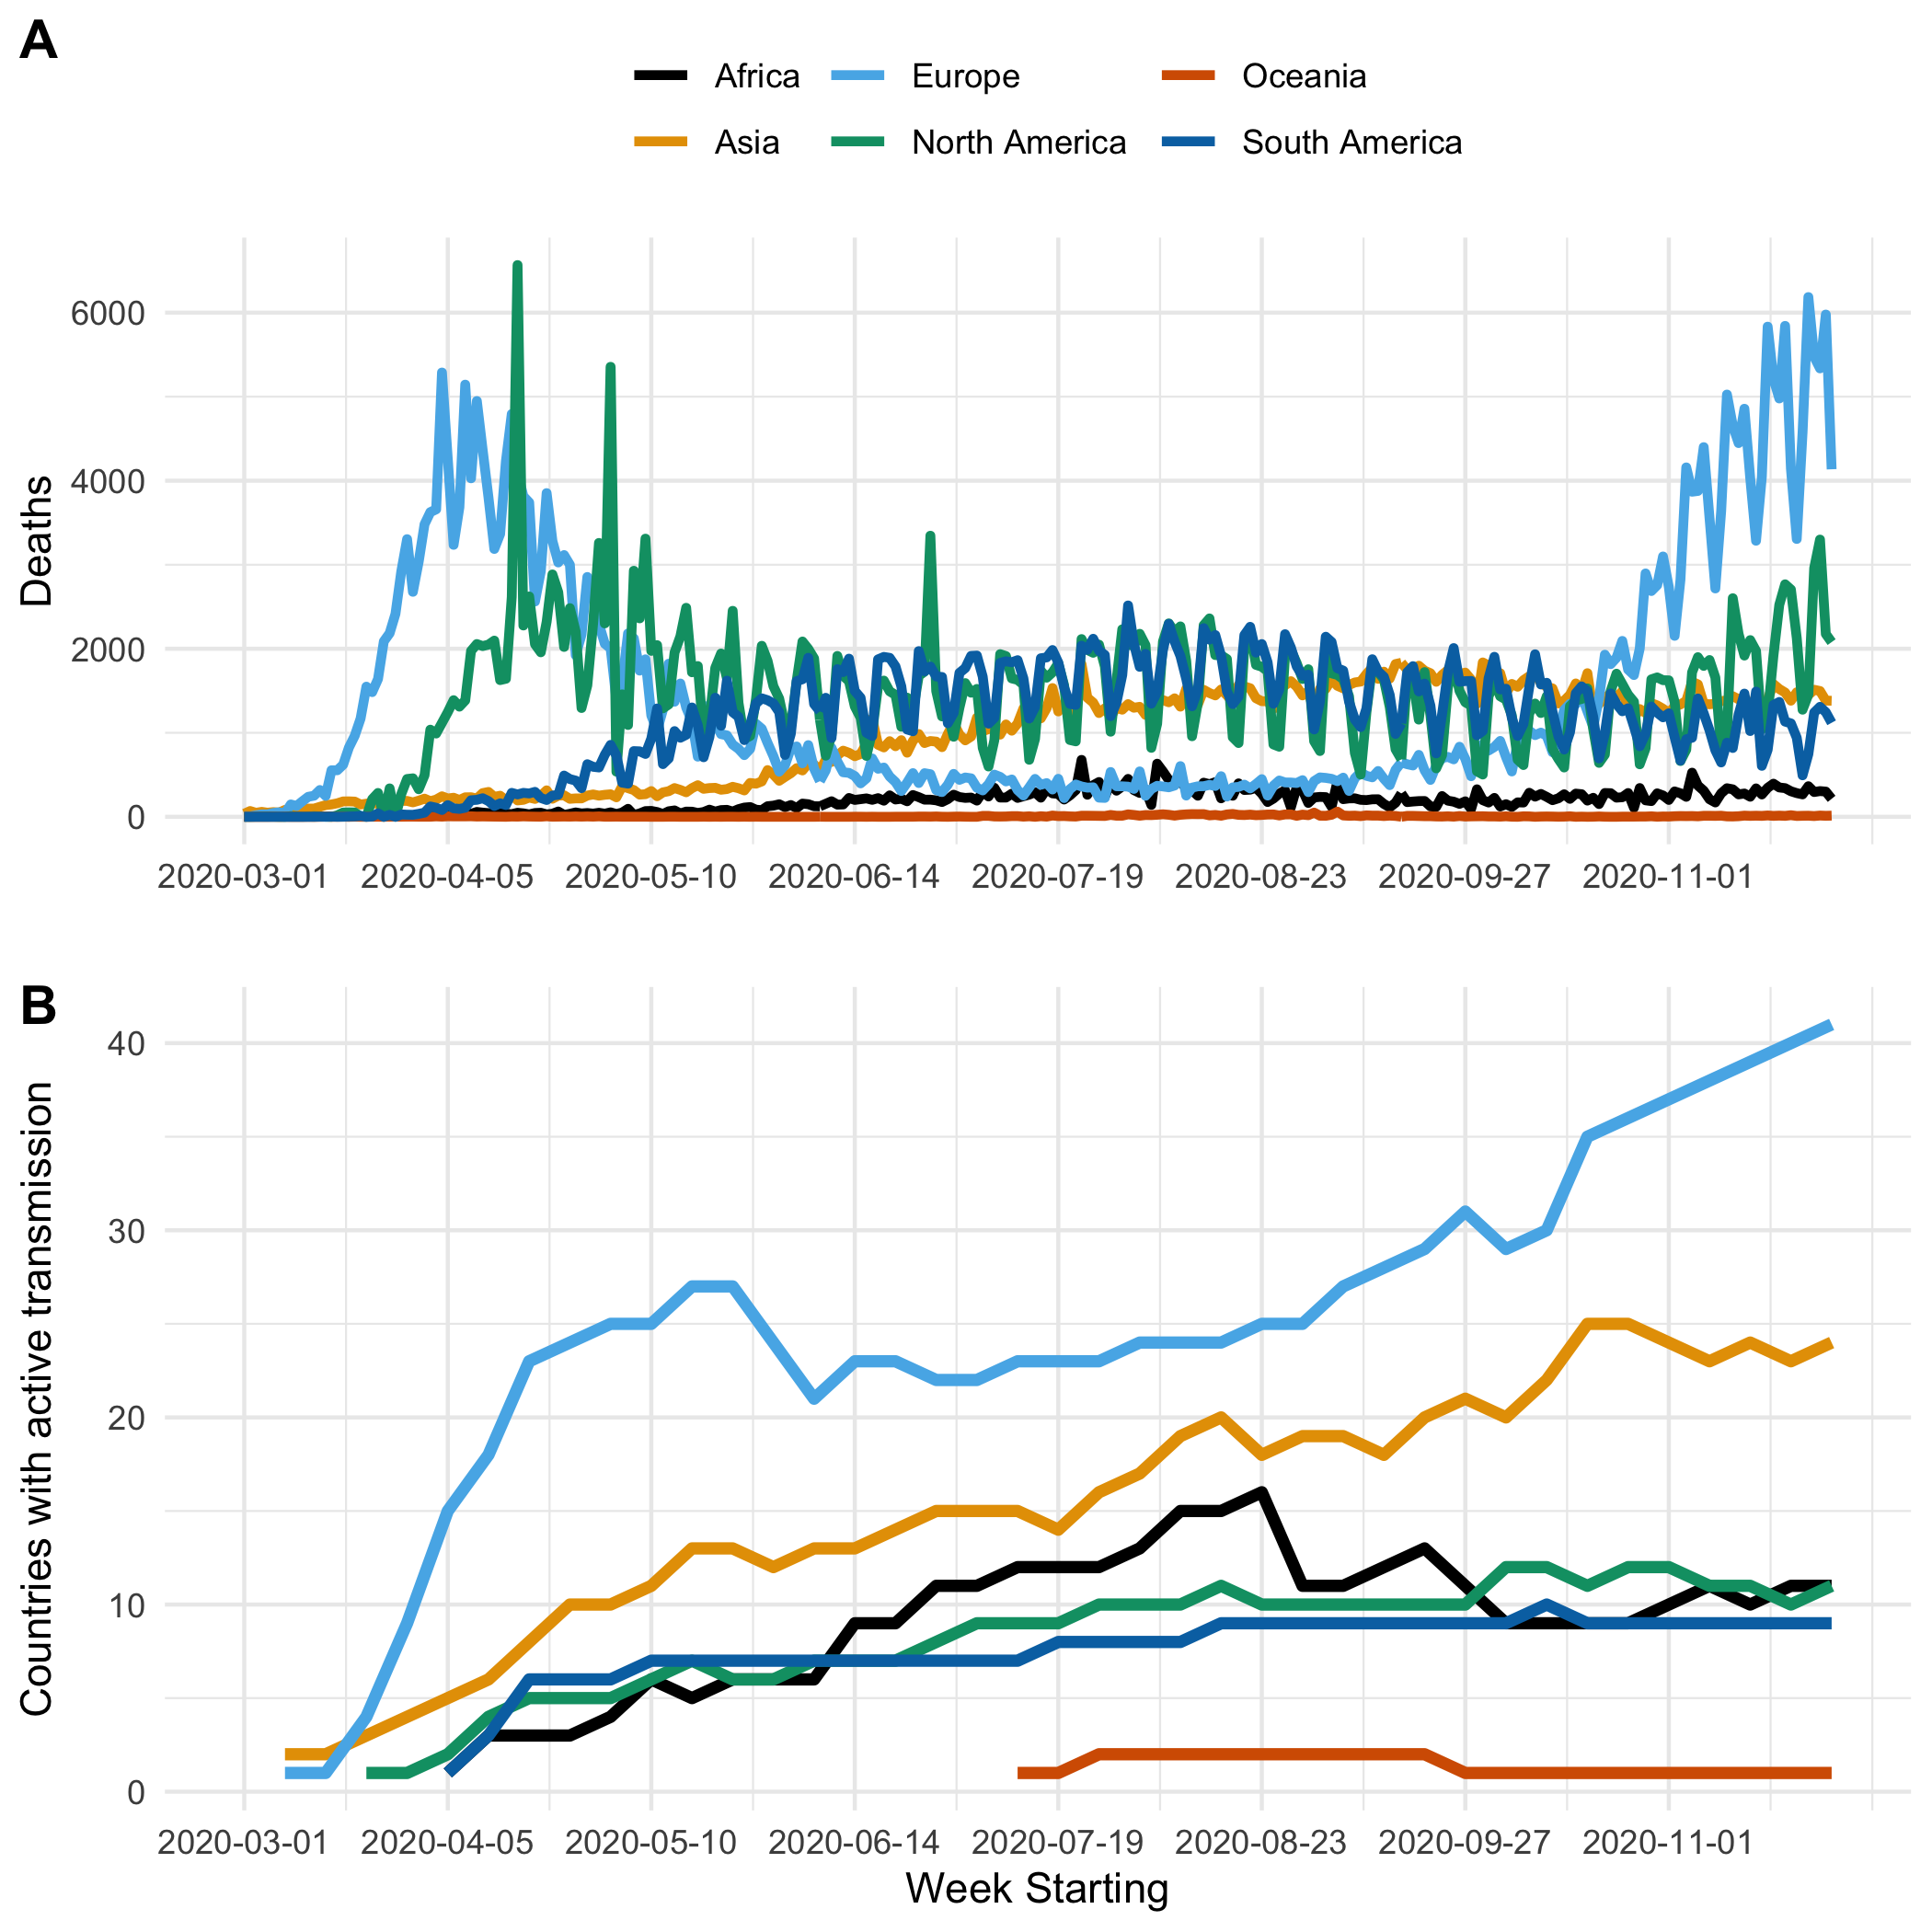 A
Africa
Europe
Oceania
Asia
North America
South America
Deaths
6000
4000
2000
0
2020-03-01 2020-04-05 2020-05-10 2020-06-14 2020-07-19 2020-08-23 2020-09-27 2020-11-01
B
Countries with active transmission
40
30
20
10
0
2020-03-01 2020-04-05 2020-05-10 2020-06-14 2020-07-19 2020-08-23 2020-09-27 2020-11-01
Week Starting